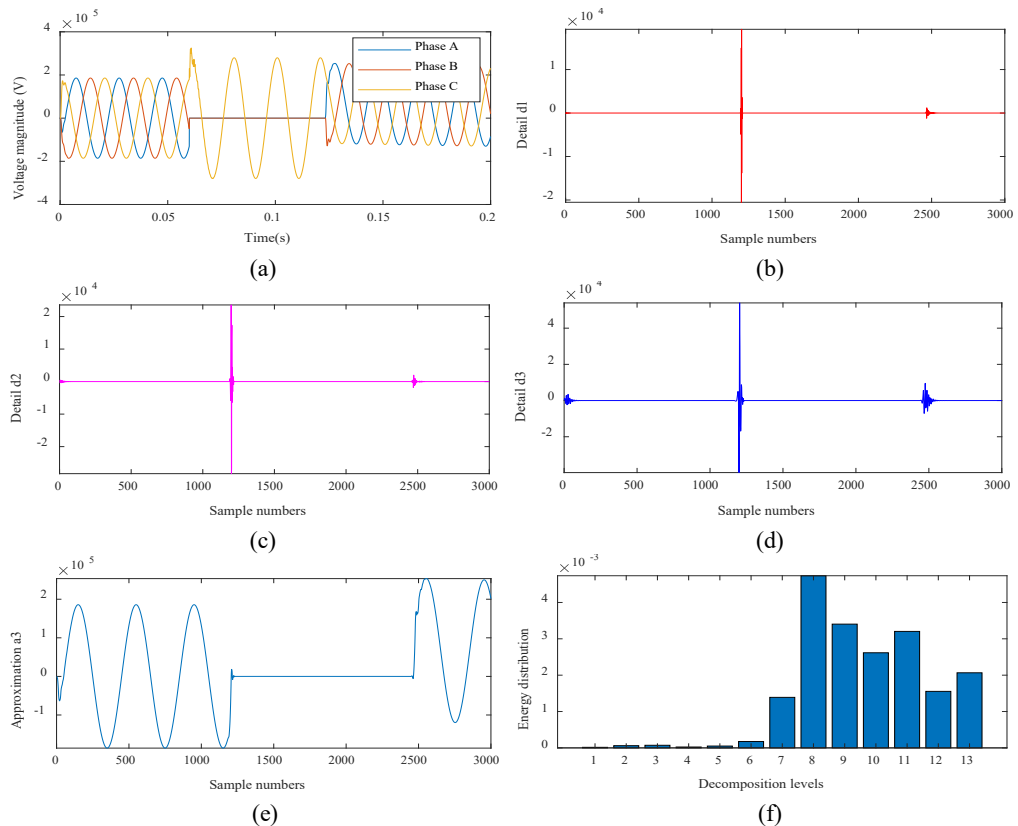 × 10 5
4
2
0
-2
-4
Voltage magnitude (V)
Phase A
Phase B
Phase C
0 0.05 0.1 0.15 0.2
Time(s)
(a)
× 10 4
1
0
-1
-2
Detail d1
0 500 1000 1500 2000 2500 3000
Sample numbers
(b)
× 10 4
2
1
0
-1
-2
Detail d2
0 500 1000 1500 2000 2500 3000
Sample numbers
(c)
× 10 4
4
2
0
-2
Detail d3
0 500 1000 1500 2000 2500 3000
Sample numbers
(d)
× 10 5
2
1
0
-1
Approximation a3
0 500 1000 1500 2000 2500 3000
Sample numbers
(e)
× 10 -3
4
3
2
1
0
Energy distribution
1 2 3 4 5 6 7 8 9 10 11 12 13
Decomposition levels
(f)